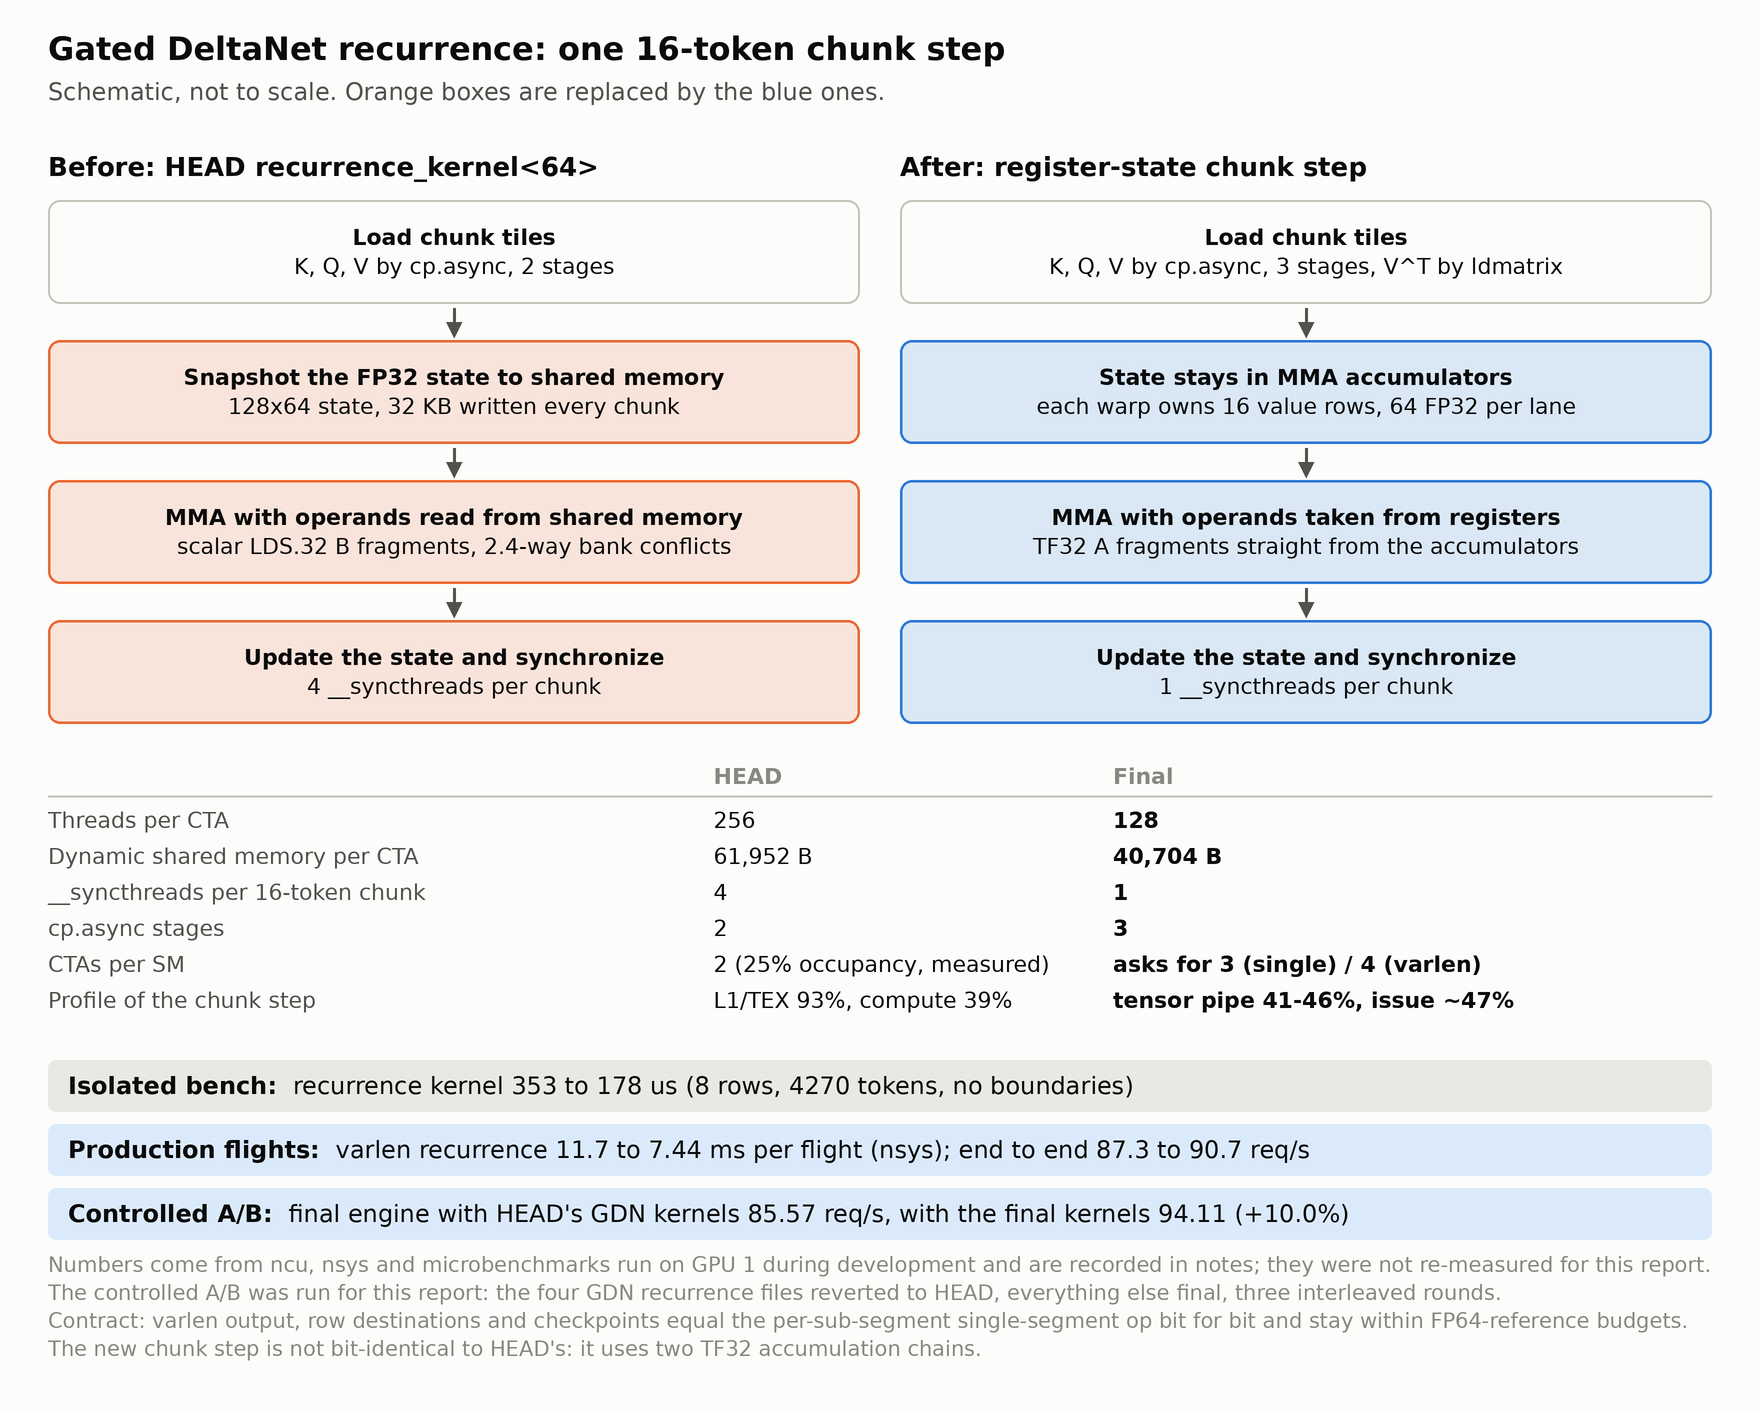 Gated DeltaNet recurrence: one 16-token chunk step
Schematic, not to scale. Orange boxes are replaced by the blue ones.
Before: HEAD recurrence_kernel<64>
Load chunk tiles
K, Q, V by cp.async, 2 stages
Snapshot the FP32 state to shared memory
128x64 state, 32 KB written every chunk
MMA with operands read from shared memory
scalar LDS.32 B fragments, 2.4-way bank conflicts
Update the state and synchronize
4 __syncthreads per chunk
After: register-state chunk step
Load chunk tiles
K, Q, V by cp.async, 3 stages, V^T by ldmatrix
State stays in MMA accumulators
each warp owns 16 value rows, 64 FP32 per lane
MMA with operands taken from registers
TF32 A fragments straight from the accumulators
Update the state and synchronize
1 __syncthreads per chunk
HEAD Final
Threads per CTA 256 128
Dynamic shared memory per CTA 61,952 B 40,704 B
__syncthreads per 16-token chunk 4 1
cp.async stages 2 3
CTAs per SM 2 (25% occupancy, measured) asks for 3 (single) / 4 (varlen)
Profile of the chunk step L1/TEX 93%, compute 39% tensor pipe 41-46%, issue ~47%
Isolated bench: recurrence kernel 353 to 178 us (8 rows, 4270 tokens, no boundaries)
Production flights: varlen recurrence 11.7 to 7.44 ms per flight (nsys); end to end 87.3 to 90.7 req/s
Controlled A/B: final engine with HEAD's GDN kernels 85.57 req/s, with the final kernels 94.11 (+10.0%)
Numbers come from ncu, nsys and microbenchmarks run on GPU 1 during development and are recorded in notes; they were not re-measured for this report.
The controlled A/B was run for this report: the four GDN recurrence files reverted to HEAD, everything else final, three interleaved rounds.
Contract: varlen output, row destinations and checkpoints equal the per-sub-segment single-segment op bit for bit and stay within FP64-reference budgets.
The new chunk step is not bit-identical to HEAD's: it uses two TF32 accumulation chains.